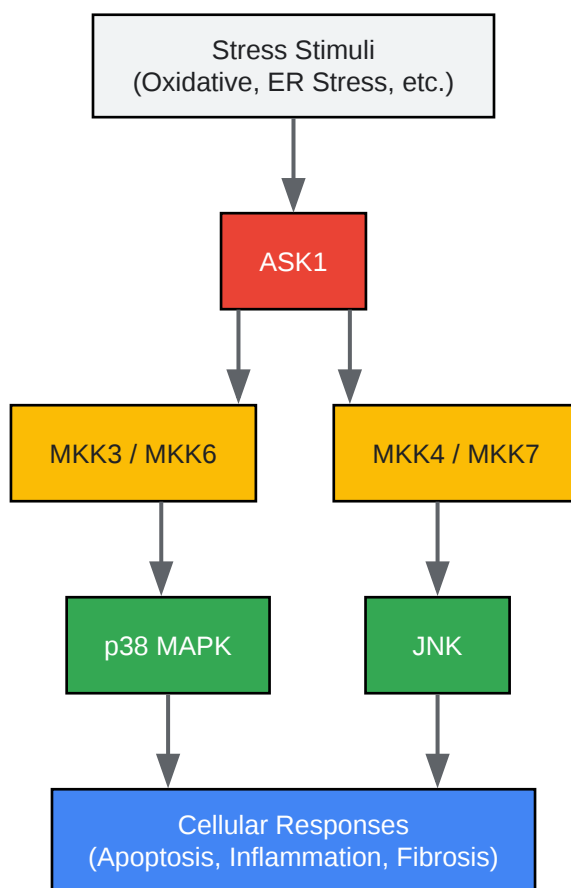 Stress Stimuli
(Oxidative, ER Stress, etc.)
ASK1
MKK3 / MKK6
MKK4 / MKK7
p38 MAPK
JNK
Cellular Responses
(Apoptosis, Inflammation, Fibrosis)